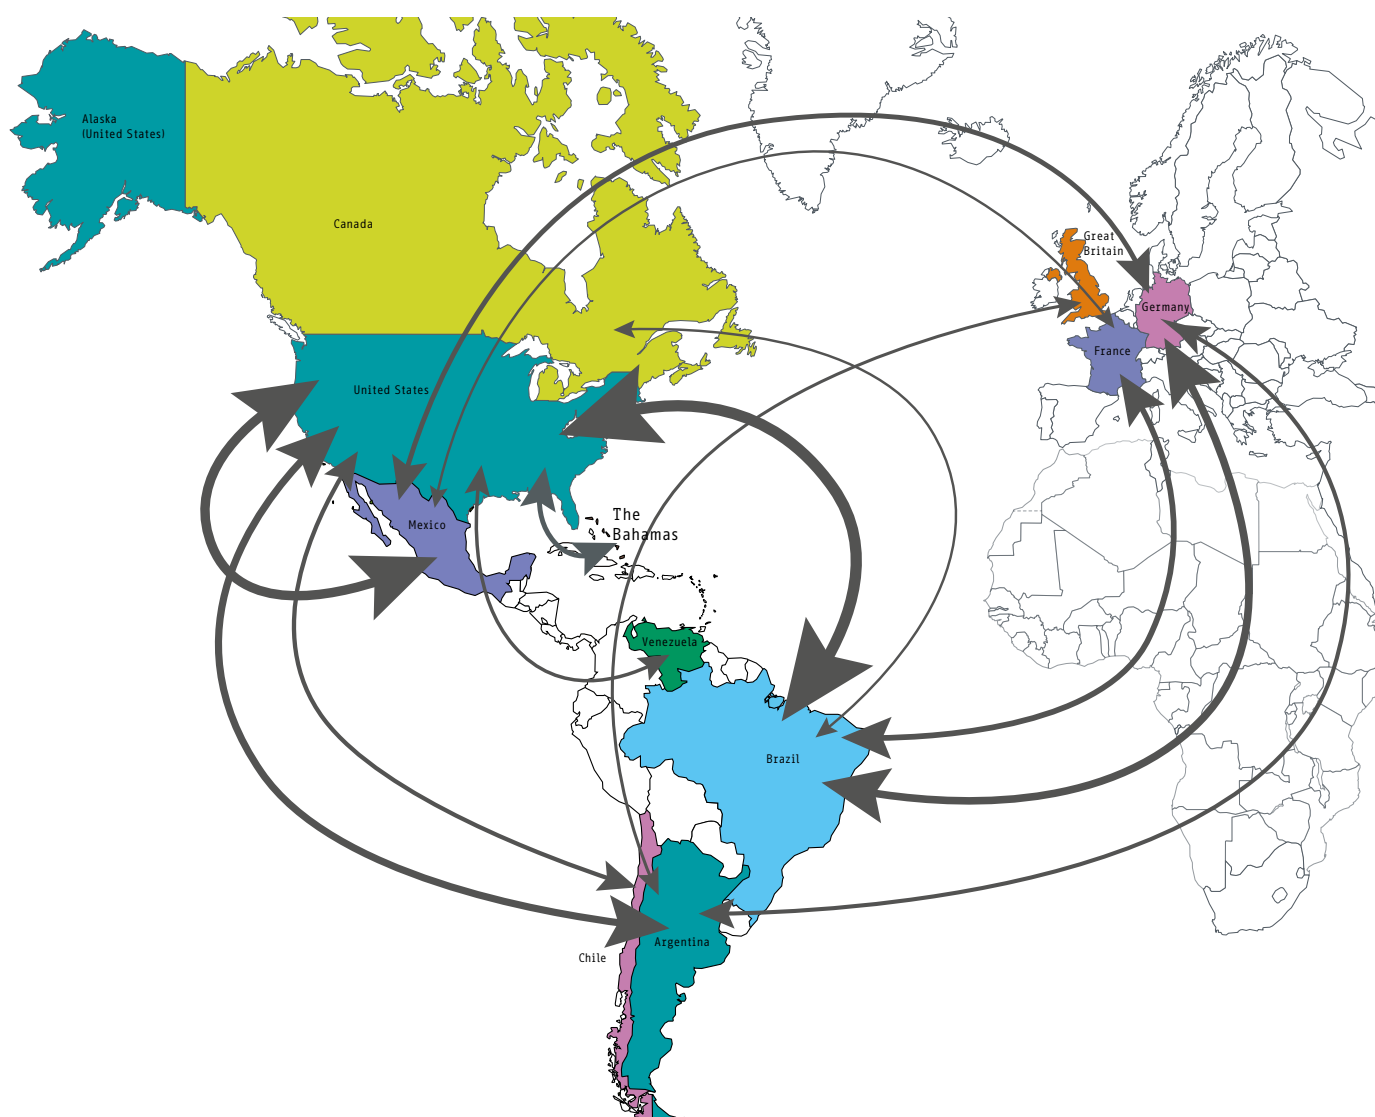 Alaska
(United States)
Canada
Great
Britain
Germany
France
United States
Mexico
The
Bahamas
Venezuela
Brazil
Argentina
Chile